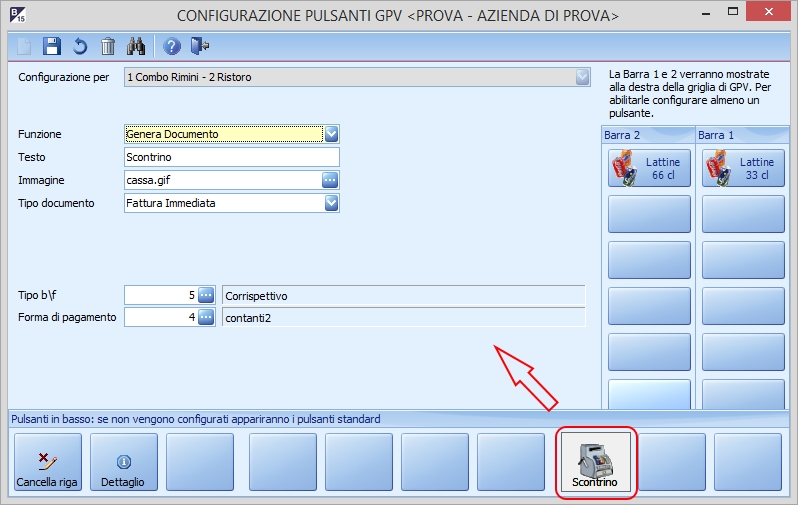 B 15
CONFIGURAZIONE PULSANTI GPV <PROVA - AZIENDA DI PROVA>
Configurazione per
1 Combo Rimini - 2 Ristoro
Funzione
Genera Documento
Testo
Scontrino
Immagine
cassa.gif
Tipo documento
Fattura Immediata
Tipo b\f
5
Corrispettivo
Forma di pagamento
4
contanti2
La Barra 1 e 2 verranno mostrate
alla destra della griglia di GPV. Per
abilitarle configurare almeno un
pulsante.
Barra 2
Barra 1
Lattine
66 cl
Lattine
33 cl
Pulsanti in basso: se non vengono configurati appariranno i pulsanti standard
Cancella riga
Dettaglio
Scontrino